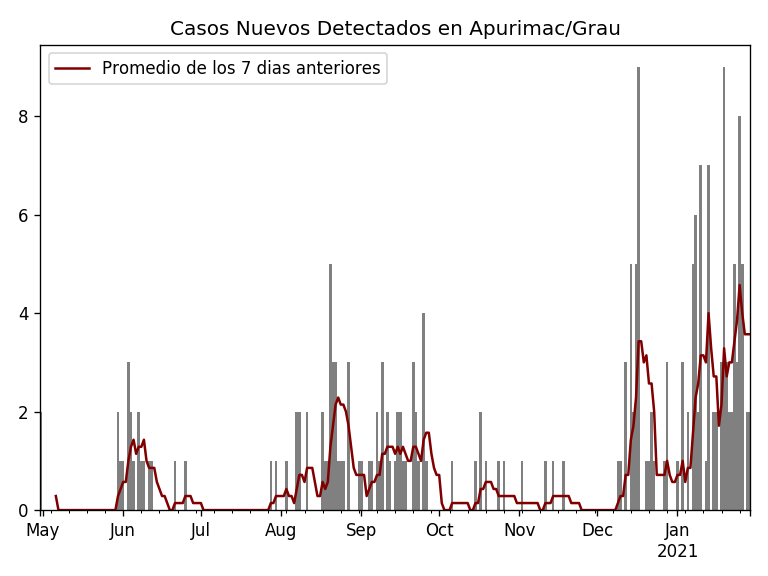 Casos Nuevos Detectados en Apurimac/Grau
Promedio de los 7 dias anteriores
8
6
4
2
0
May Jun Jul Aug Sep Oct Nov Dec Jan
2021